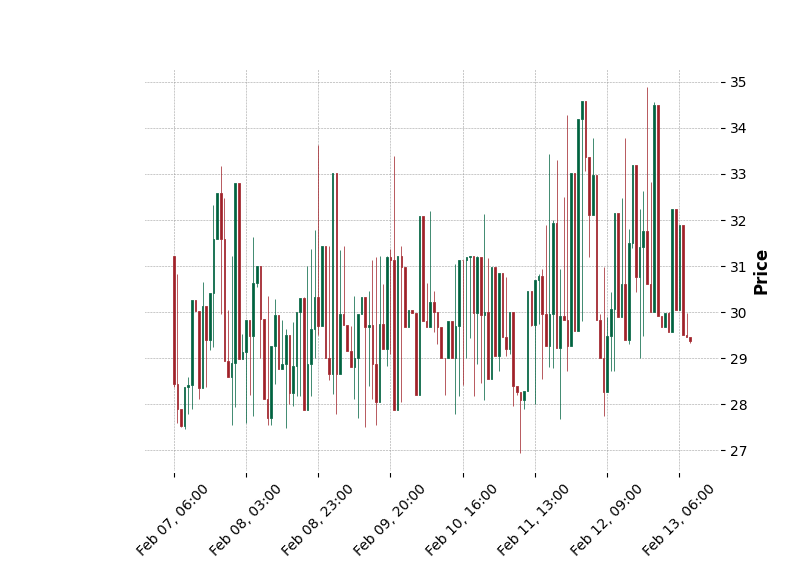 35
34
33
32
31
30
29
28
27
Price
Feb 07, 06:00
Feb 08, 03:00
Feb 08, 23:00
Feb 09, 20:00
Feb 10, 16:00
Feb 11, 13:00
Feb 12, 09:00
Feb 13, 06:00